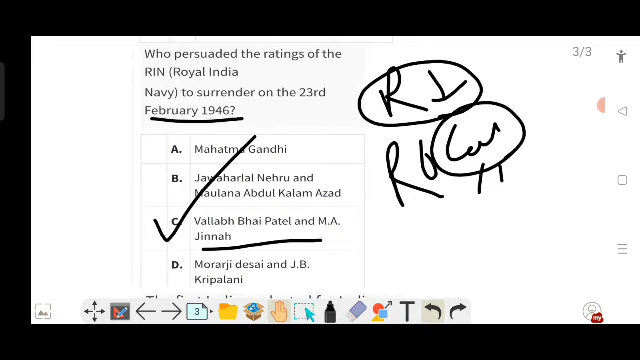 3/3
Who persuaded the ratings of the
RIN (Royal India
Navy) to surrender on the 23rd
February 1946?
A. Mahatma Gandhi
B. Jawaharlal Nehru and
Maulana Abdul Kalam Azad
C. Vallabh Bhai Patel and M.A.
Jinnah
D. Morarji desai and J.B.
Kripalani
3
T
my